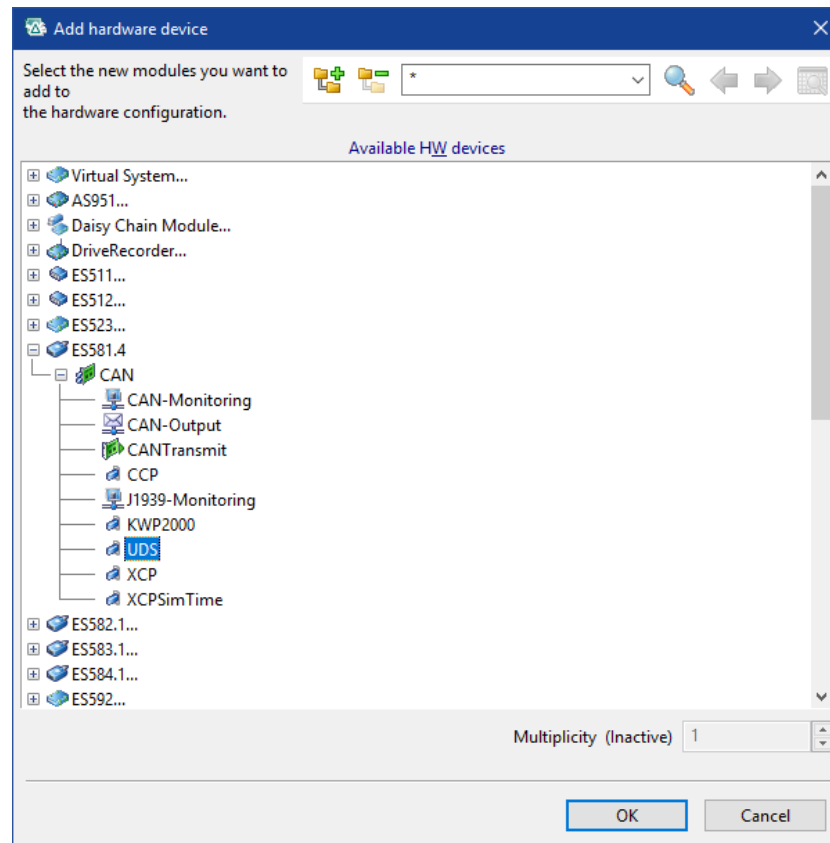 Add hardware device
Select the new modules you want to
add to
the hardware configuration.
*
Available HW devices
Virtual System...
AS951...
Daisy Chain Module...
DriveRecorder...
ES511...
ES512...
ES523...
ES581.4
CAN
CAN-Monitoring
CAN-Output
CANTransmit
CCP
J1939-Monitoring
KWP2000
UDS
XCP
XCPSimTime
ES582.1...
ES583.1...
ES584.1...
ES592...
Multiplicity (Inactive) 1
OK Cancel